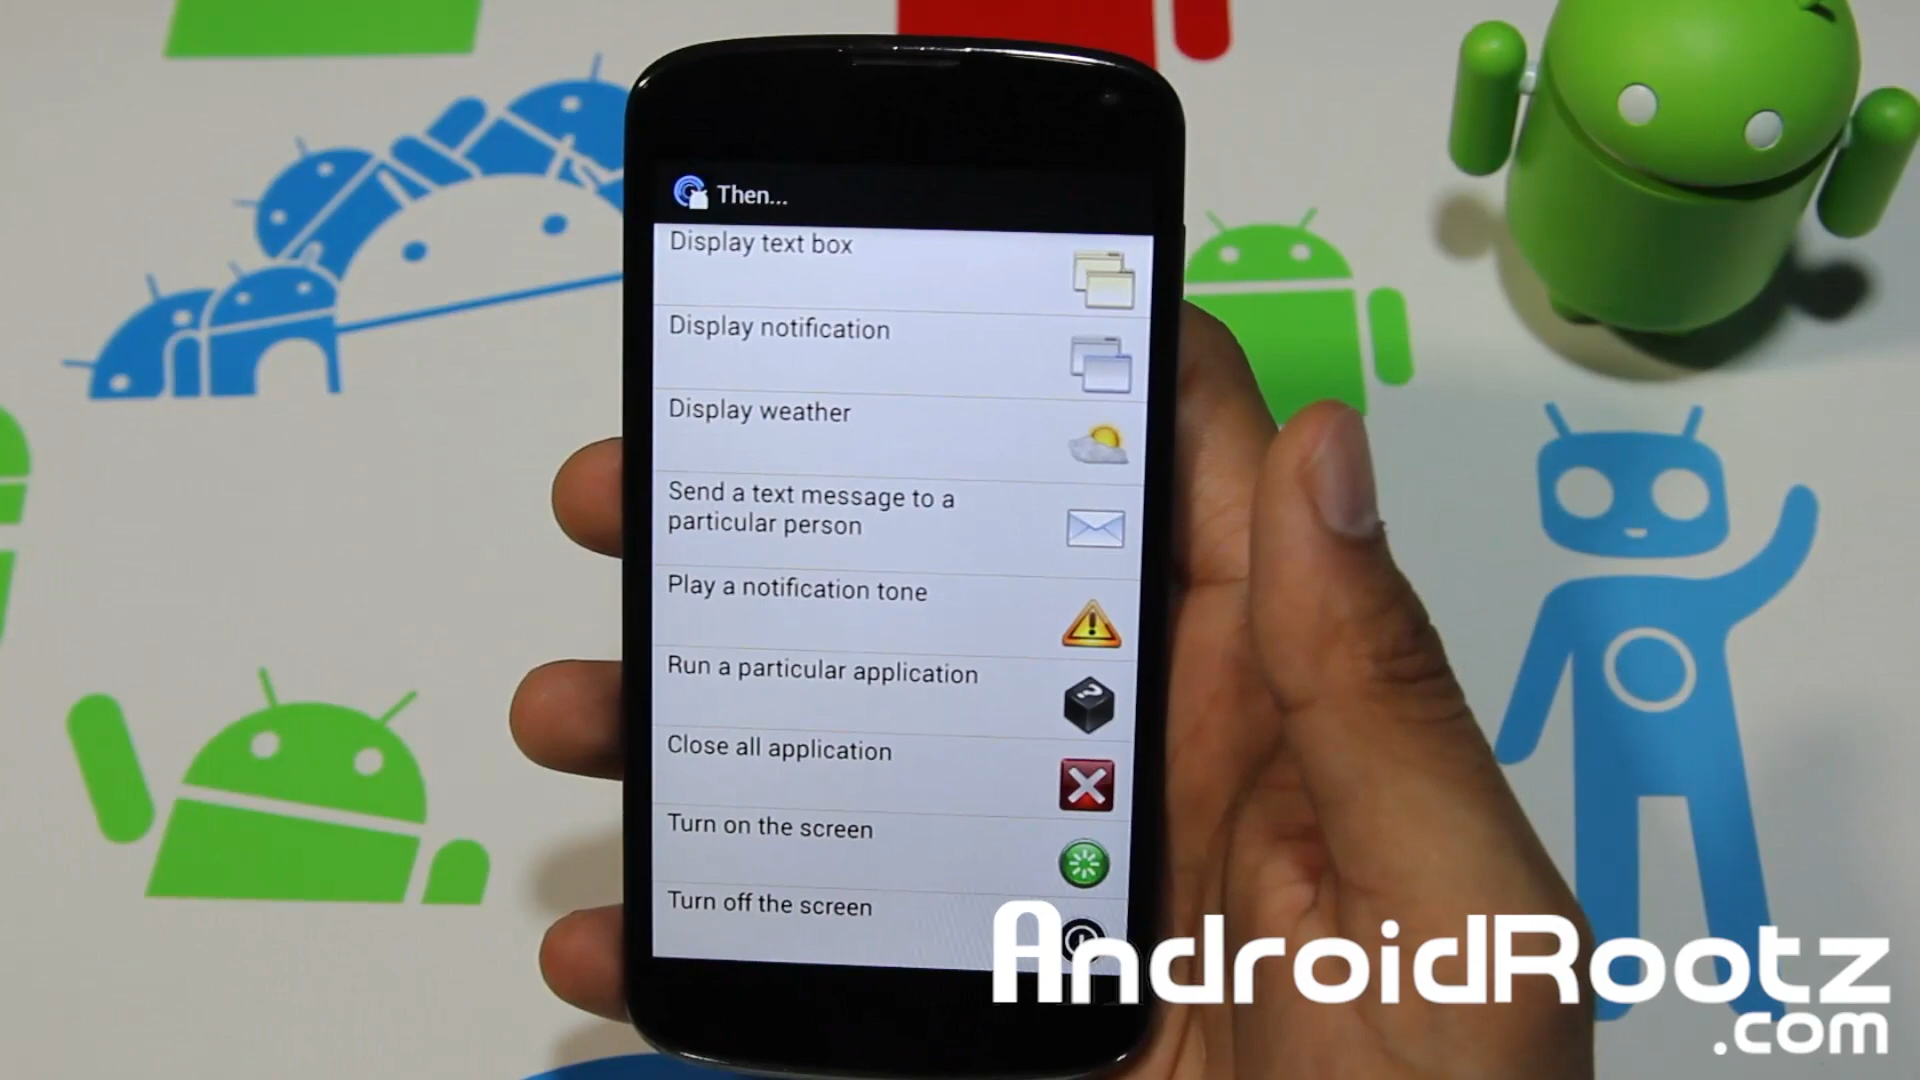 Then...
Display text box
Display notification
Display weather
Send a text message to a
particular person
Play a notification tone
Run a particular application
Close all application
Turn on the screen
Turn off the screen
AndroidRootz
.com